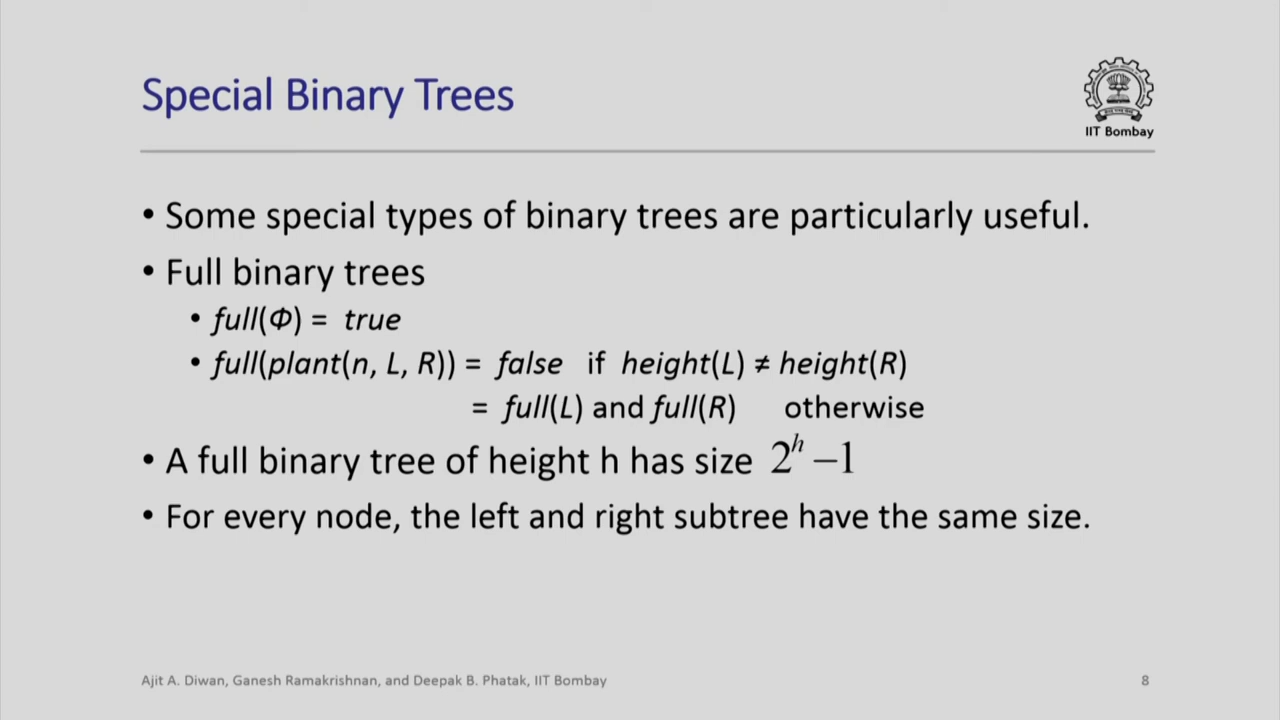 Special Binary Trees
IIT Bombay
• Some special types of binary trees are particularly useful.
• Full binary trees
• full(Φ) = true
• full(plant(n, L, R)) = false if height(L) ≠ height(R)
= full(L) and full(R) otherwise
• A full binary tree of height h has size 2^h – 1
• For every node, the left and right subtree have the same size.
Ajit A. Diwan, Ganesh Ramakrishnan, and Deepak B. Phatak, IIT Bombay
8